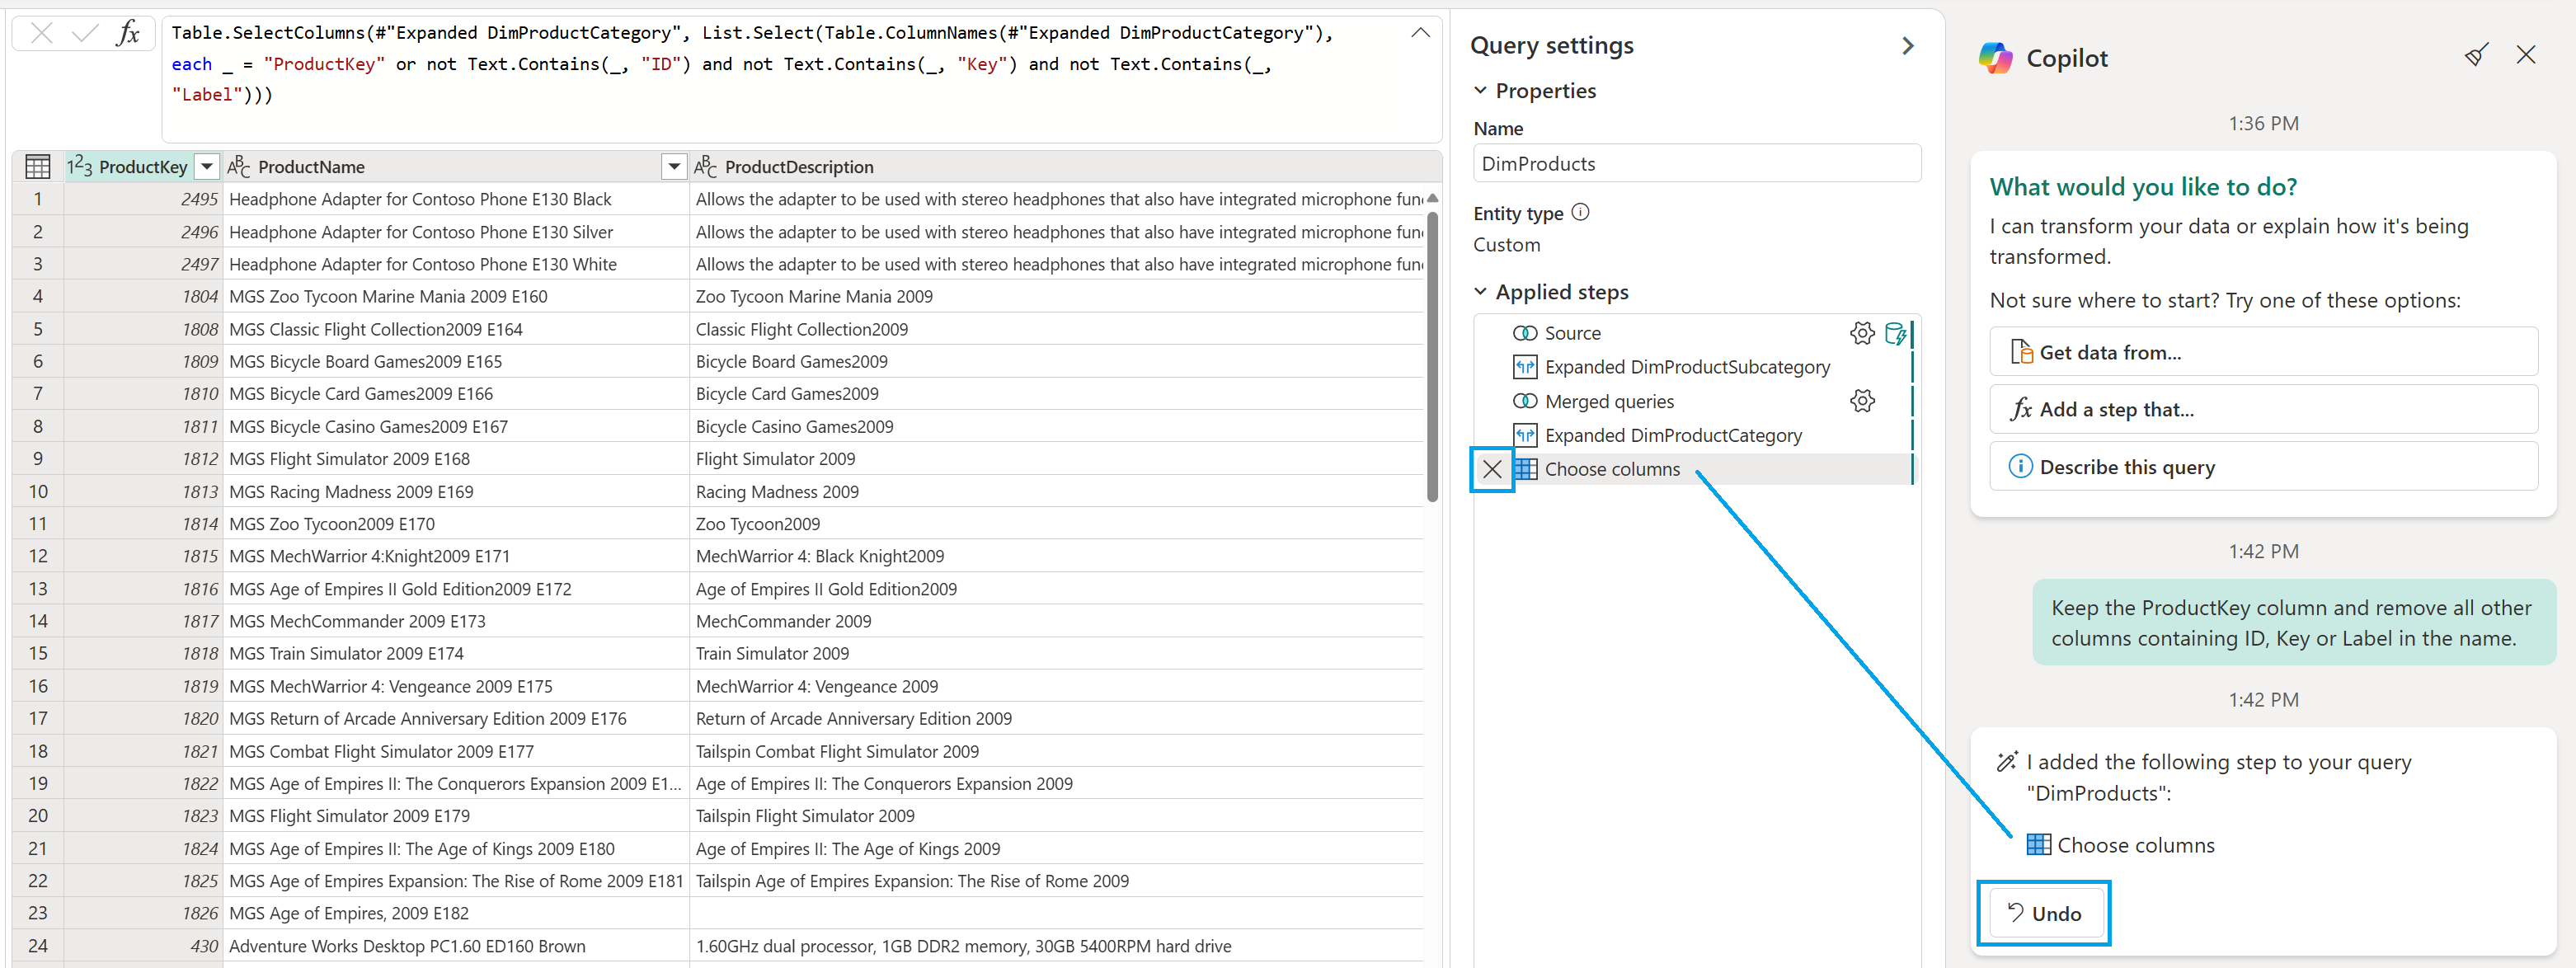 fx
Table.SelectColumns(#"Expanded DimProductCategory", List.Select(Table.ColumnNames(#"Expanded DimProductCategory"),
each _ = "ProductKey" or not Text.Contains(_, "ID") and not Text.Contains(_, "Key") and not Text.Contains(_,
"Label")))
123 ProductKey ABC ProductName ABC ProductDescription
1 2495 Headphone Adapter for Contoso Phone E130 Black Allows the adapter to be used with stereo headphones that also have integrated microphone fun
2 2496 Headphone Adapter for Contoso Phone E130 Silver Allows the adapter to be used with stereo headphones that also have integrated microphone fun
3 2497 Headphone Adapter for Contoso Phone E130 White Allows the adapter to be used with stereo headphones that also have integrated microphone fun
4 1804 MGS Zoo Tycoon Marine Mania 2009 E160 Zoo Tycoon Marine Mania 2009
5 1808 MGS Classic Flight Collection2009 E164 Classic Flight Collection2009
6 1809 MGS Bicycle Board Games2009 E165 Bicycle Board Games2009
7 1810 MGS Bicycle Card Games2009 E166 Bicycle Card Games2009
8 1811 MGS Bicycle Casino Games2009 E167 Bicycle Casino Games2009
9 1812 MGS Flight Simulator 2009 E168 Flight Simulator 2009
10 1813 MGS Racing Madness 2009 E169 Racing Madness 2009
11 1814 MGS Zoo Tycoon2009 E170 Zoo Tycoon2009
12 1815 MGS MechWarrior 4:Knight2009 E171 MechWarrior 4: Black Knight2009
13 1816 MGS Age of Empires II Gold Edition2009 E172 Age of Empires II Gold Edition2009
14 1817 MGS MechCommander 2009 E173 MechCommander 2009
15 1818 MGS Train Simulator 2009 E174 Train Simulator 2009
16 1819 MGS MechWarrior 4: Vengeance 2009 E175 MechWarrior 4: Vengeance 2009
17 1820 MGS Return of Arcade Anniversary Edition 2009 E176 Return of Arcade Anniversary Edition 2009
18 1821 MGS Combat Flight Simulator 2009 E177 Tailspin Combat Flight Simulator 2009
19 1822 MGS Age of Empires II: The Conquerors Expansion 2009 E1... Age of Empires II: The Conquerors Expansion 2009
20 1823 MGS Flight Simulator 2009 E179 Tailspin Flight Simulator 2009
21 1824 MGS Age of Empires II: The Age of Kings 2009 E180 Age of Empires II: The Age of Kings 2009
22 1825 MGS Age of Empires Expansion: The Rise of Rome 2009 E181 Tailspin Age of Empires Expansion: The Rise of Rome 2009
23 1826 MGS Age of Empires, 2009 E182
24 430 Adventure Works Desktop PC1.60 ED160 Brown 1.60GHz dual processor, 1GB DDR2 memory, 30GB 5400RPM hard drive
Query settings
Properties
Name
DimProducts
Entity type
Custom
Applied steps
Source
Expanded DimProductSubcategory
Merged queries
Expanded DimProductCategory
Choose columns
Copilot
1:36 PM
What would you like to do?
I can transform your data or explain how it's being
transformed.
Not sure where to start? Try one of these options:
Get data from...
fx Add a step that...
Describe this query
1:42 PM
Keep the ProductKey column and remove all other
columns containing ID, Key or Label in the name.
1:42 PM
I added the following step to your query
"DimProducts":
Choose columns
Undo